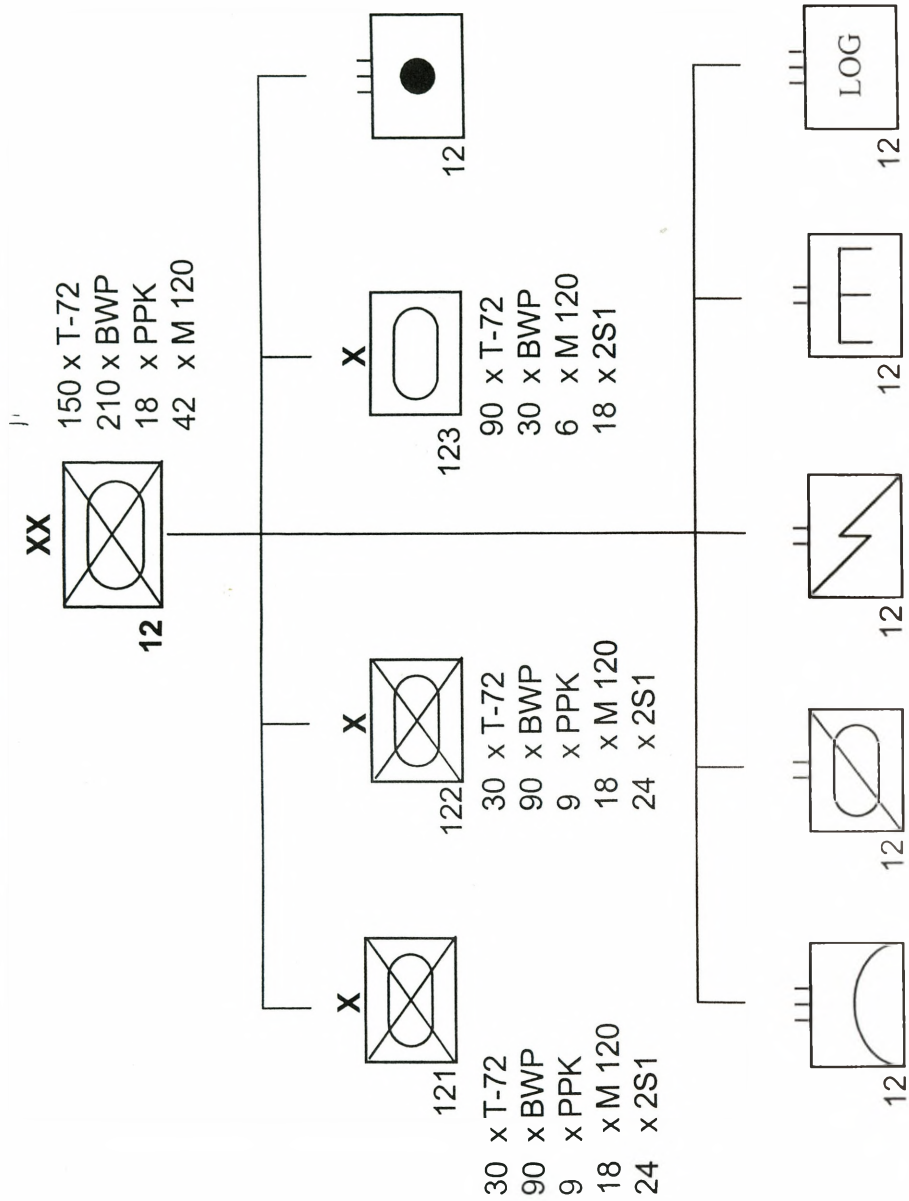 XX
12
150 x T-72
210 x BWP
18 x PPK
42 x M 120
X
121
30 x T-72
90 x BWP
9 x PPK
18 x M 120
24 x 2S1
X
122
30 x T-72
90 x BWP
9 x PPK
18 x M 120
24 x 2S1
X
123
90 x T-72
30 x BWP
6 x M 120
18 x 2S1
12
12
12
12
12
12
LOG